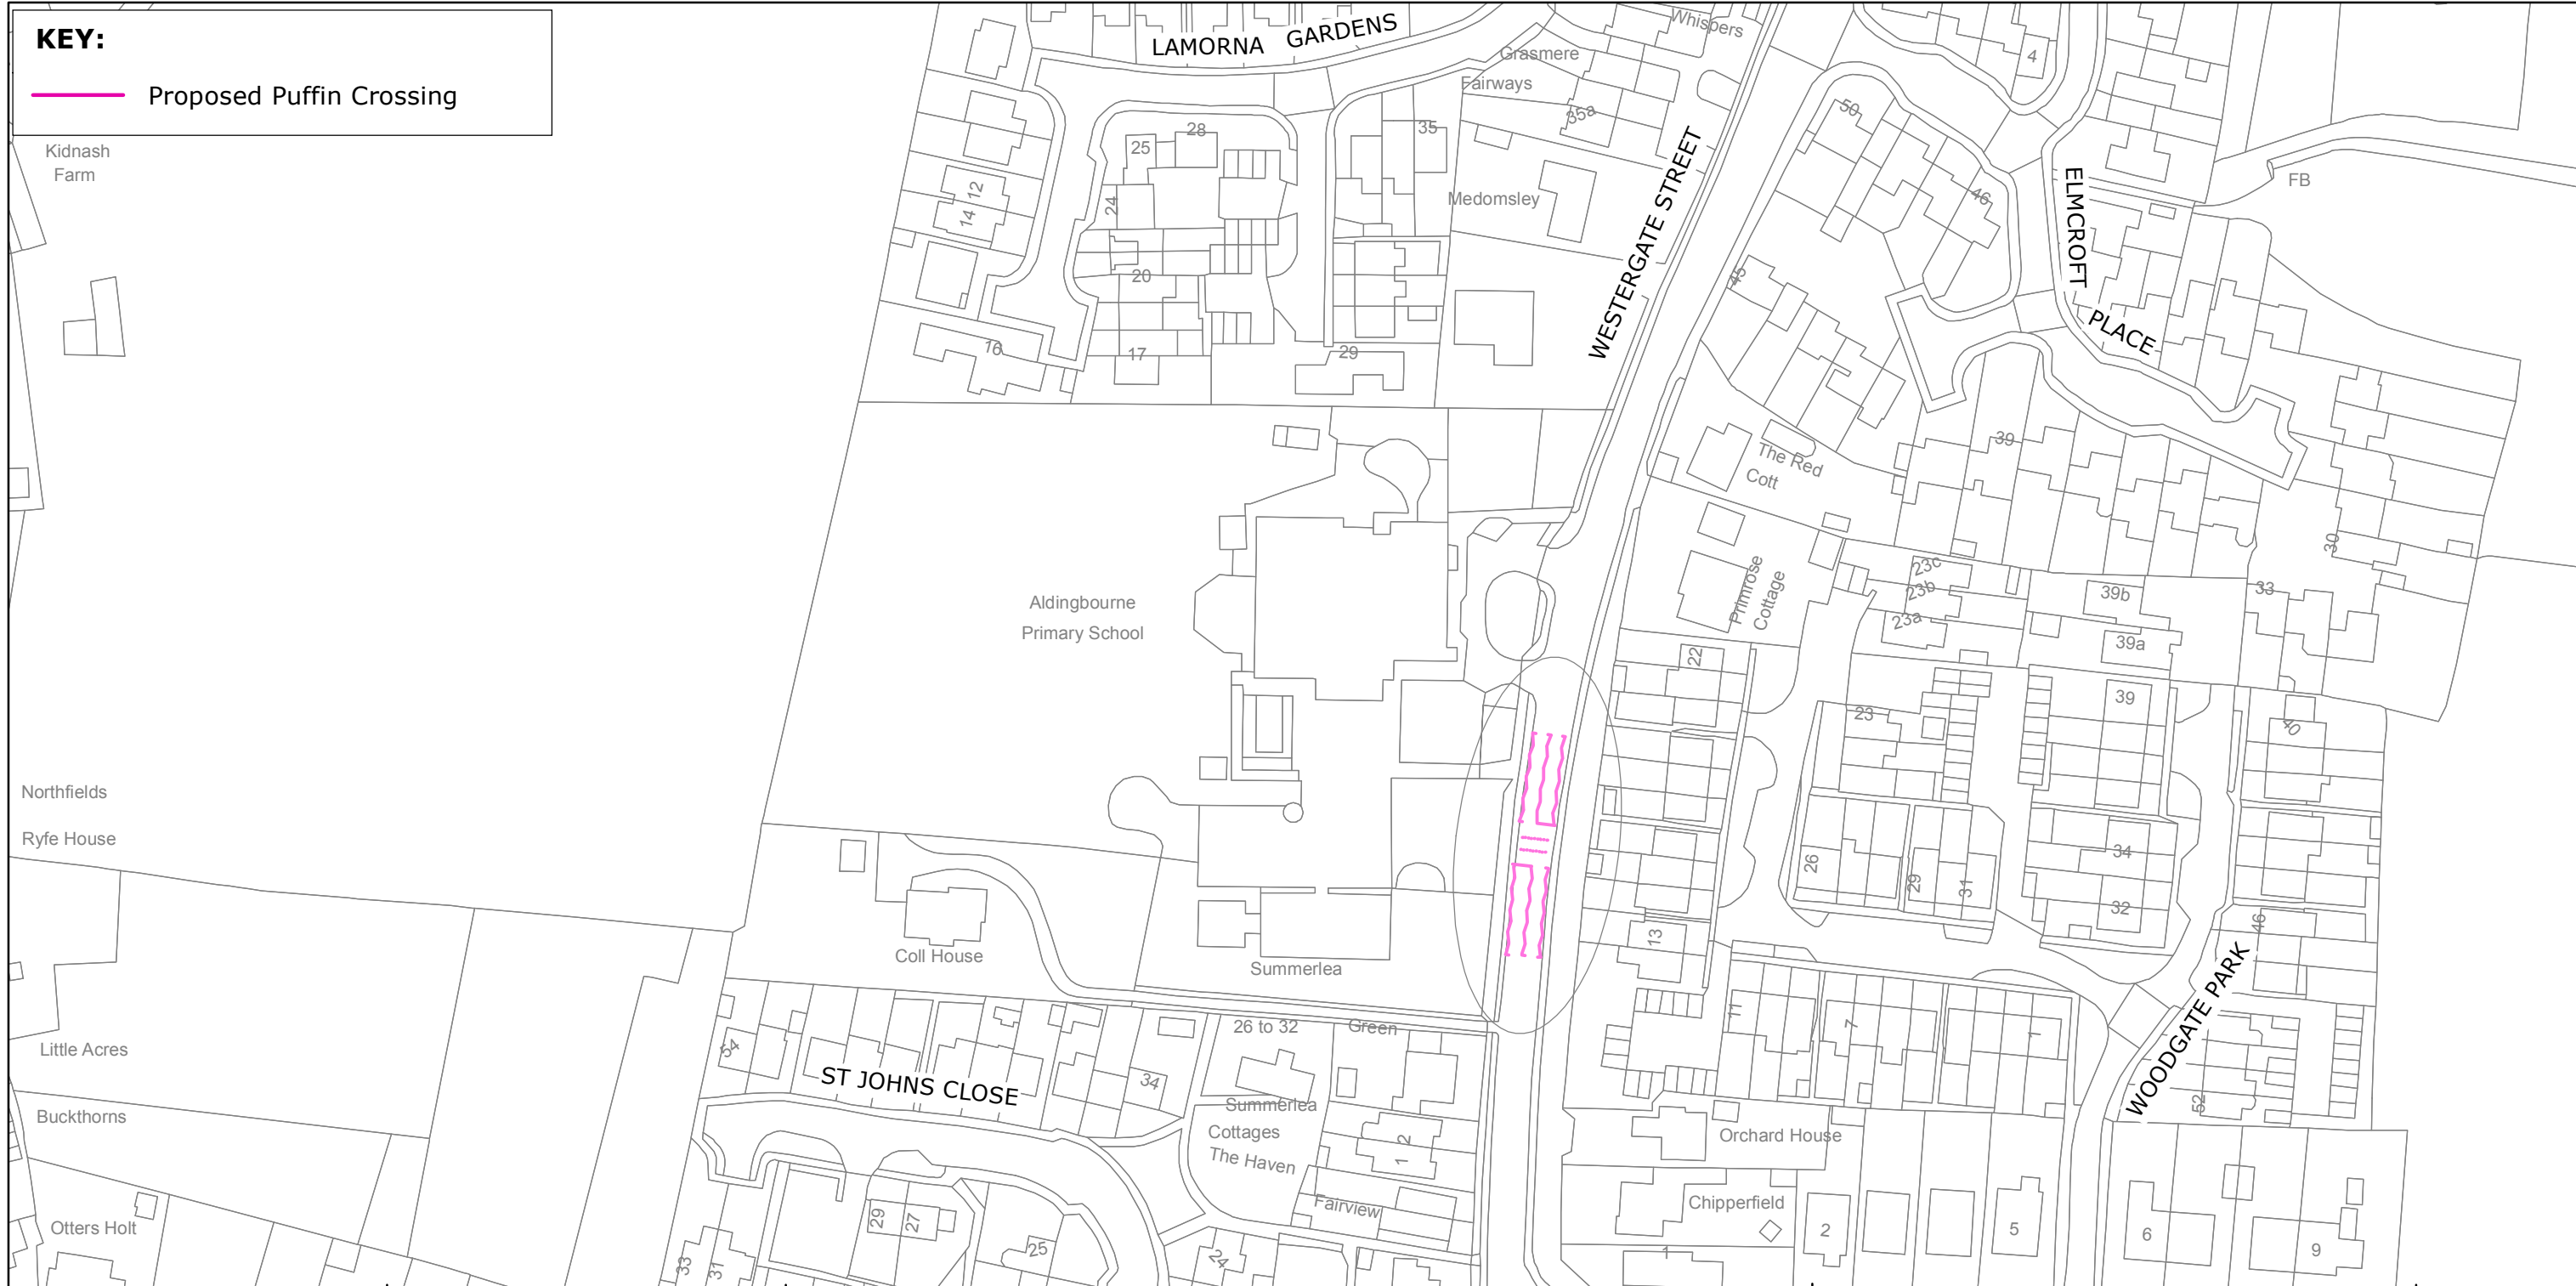 KEY:
Proposed Puffin Crossing
LAMORNA GARDENS
Whispers
Grasmere
Fairways
35a
4
50
Kidnash
Farm
28
25
35
12
14
24
Medomsley
WESTERGATE STREET
46
ELMCROFT
PLACE
FB
20
45
16
17
29
The Red
Cott
39
30
Aldingbourne
Primary School
Primrose
Cottage
23c
23b
23a
39b
39a
33
22
23
39
40
Northfields
Ryfe House
26
29
31
34
32
46
13
Coll House
Summerlea
WOODGATE PARK
26 to 32
Green
11
7
1
54
34
ST JOHNS CLOSE
Little Acres
Buckthorns
Summerlea
Cottages
The Haven
1 2
52
Orchard House
Fairview
Chipperfield
Otters Holt
29
27
25
24
33
31
1
2
5
6
9